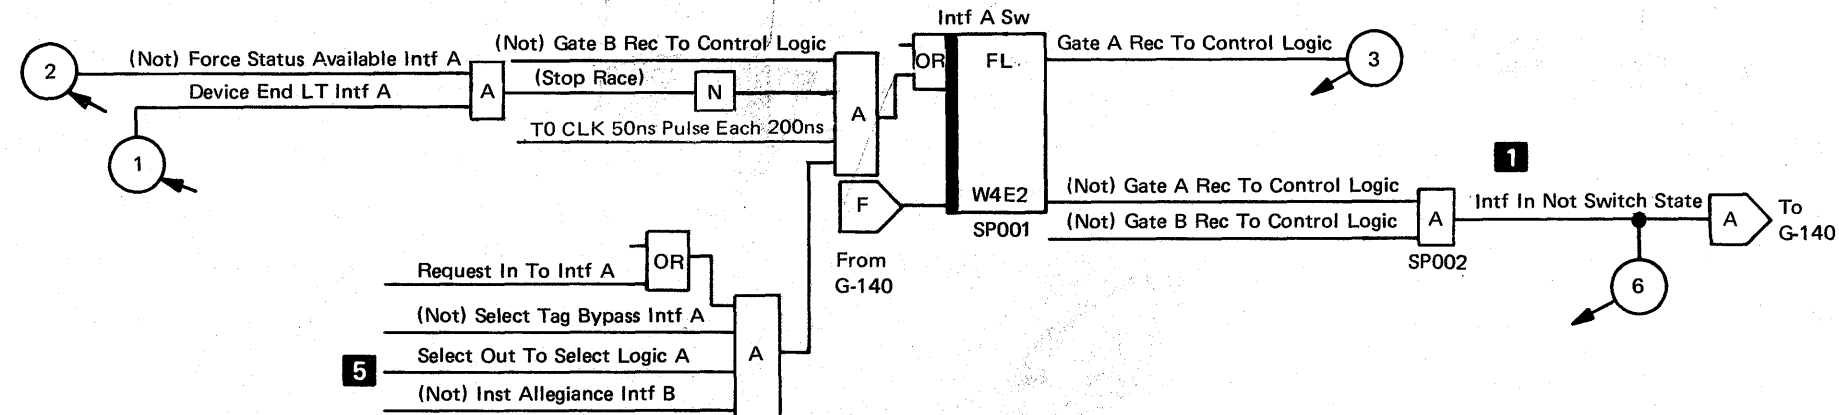 Intf A Sw
2
(Not) Force Status Available Intf A
(Not) Gate B Rec To Control Logic
OR
FL
Gate A Rec To Control Logic
3
Device End LT Intf A
A
(Stop Race)
N
A
T0 CLK 50ns Pulse Each 200ns
1
1
F
W4E2
(Not) Gate A Rec To Control Logic
SP001
(Not) Gate B Rec To Control Logic
A
SP002
Intf In Not Switch State
A
To
G-140
From
G-140
6
OR
Request In To Intf A
(Not) Select Tag Bypass Intf A
5
Select Out To Select Logic A
A
(Not) Inst Allegiance Intf B